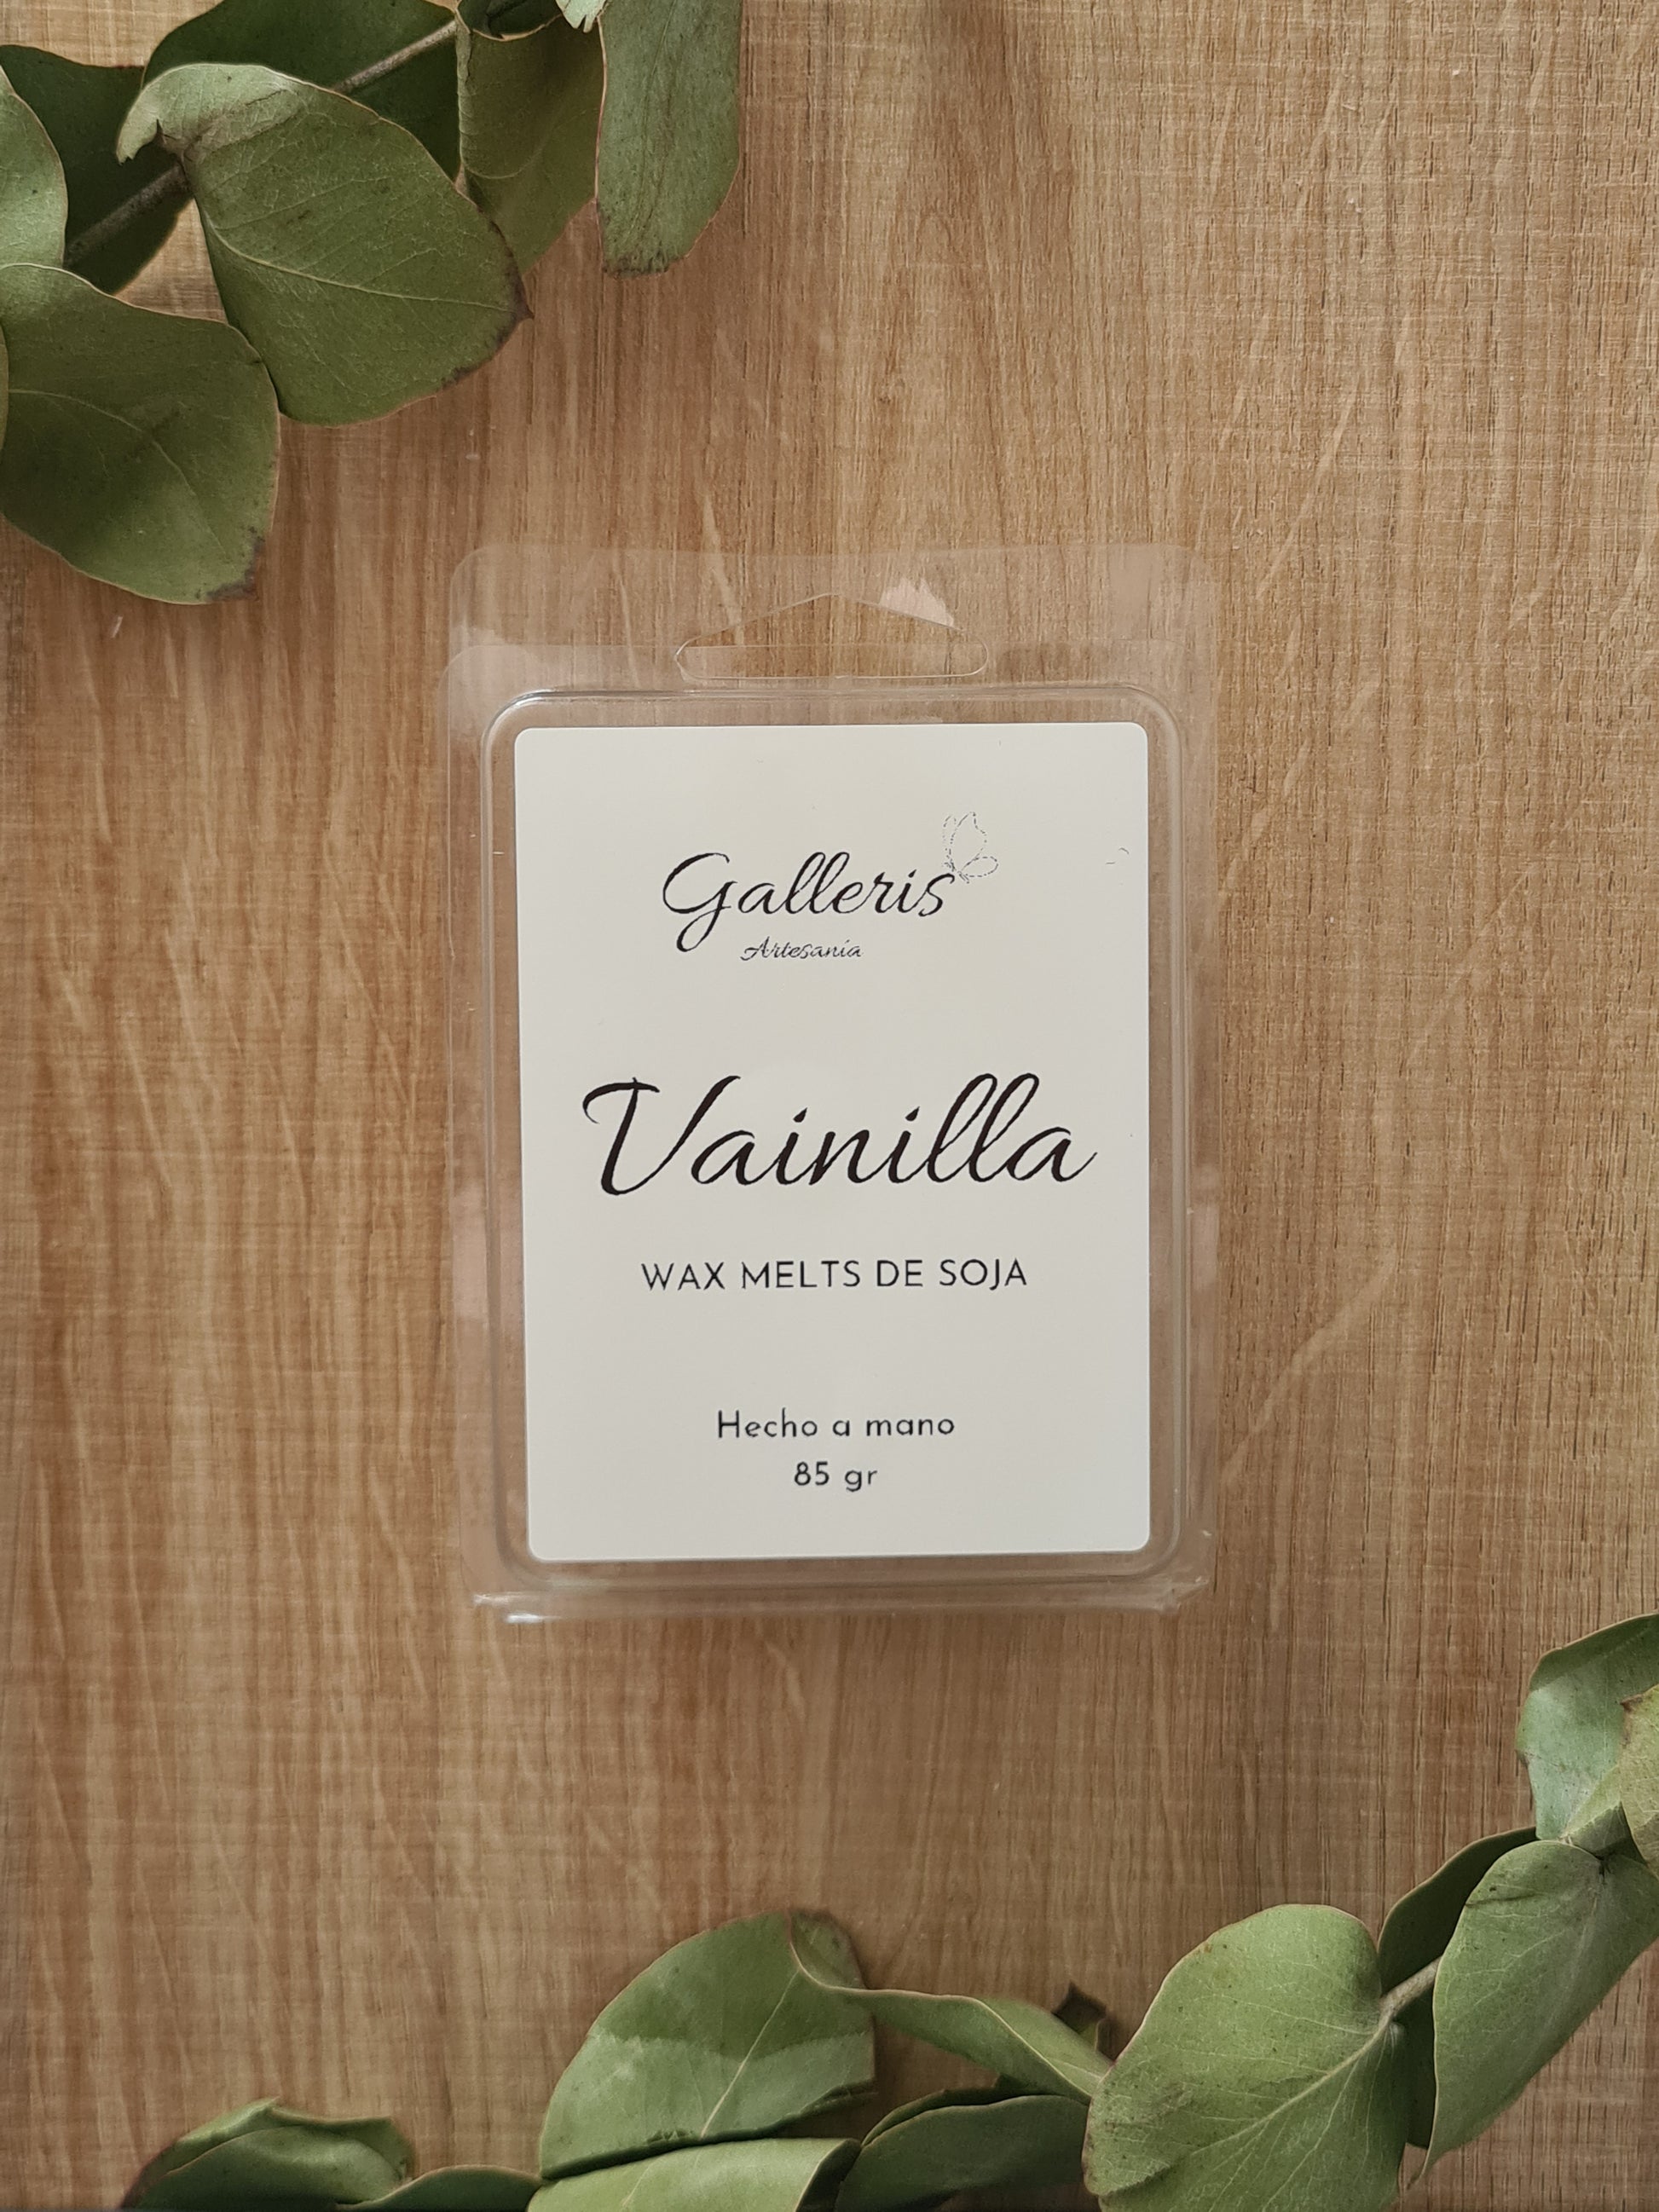 Galleris
Artesanía
Vainilla
WAX MELTS DE SOJA
Hecho a mano
85 gr